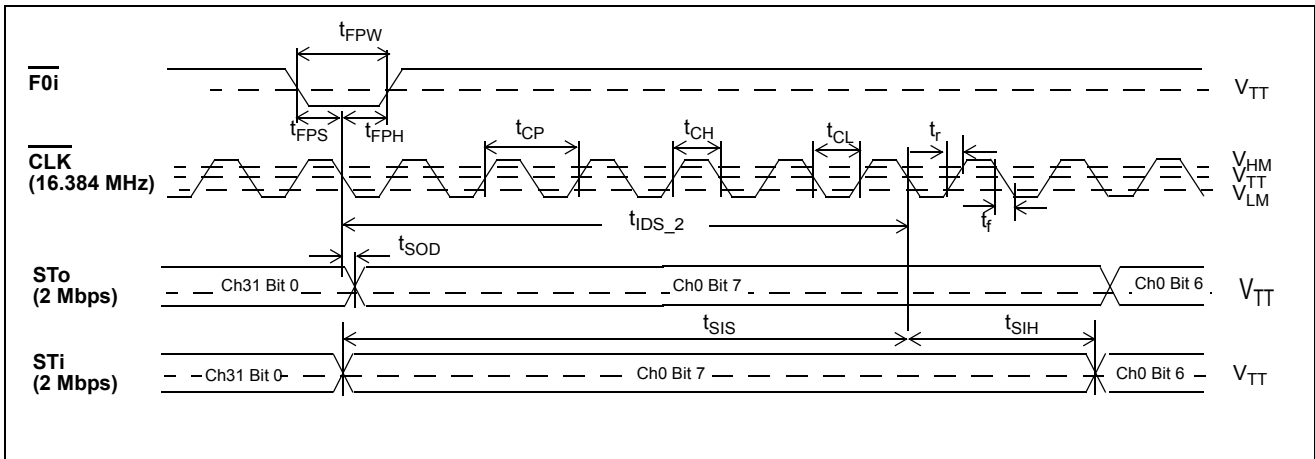 tFPW
F0i
VTT
tFPS
tFPH
tCP
tCH
tCL
tr
CLK
(16.384 MHz)
VHM
VTT
VLM
tIDS_2
tf
tSOD
STo
(2 Mbps)
Ch31 Bit 0
Ch0 Bit 7
Ch0 Bit 6
VTT
tSIS
tSIH
STi
(2 Mbps)
Ch31 Bit 0
Ch0 Bit 7
Ch0 Bit 6
VTT